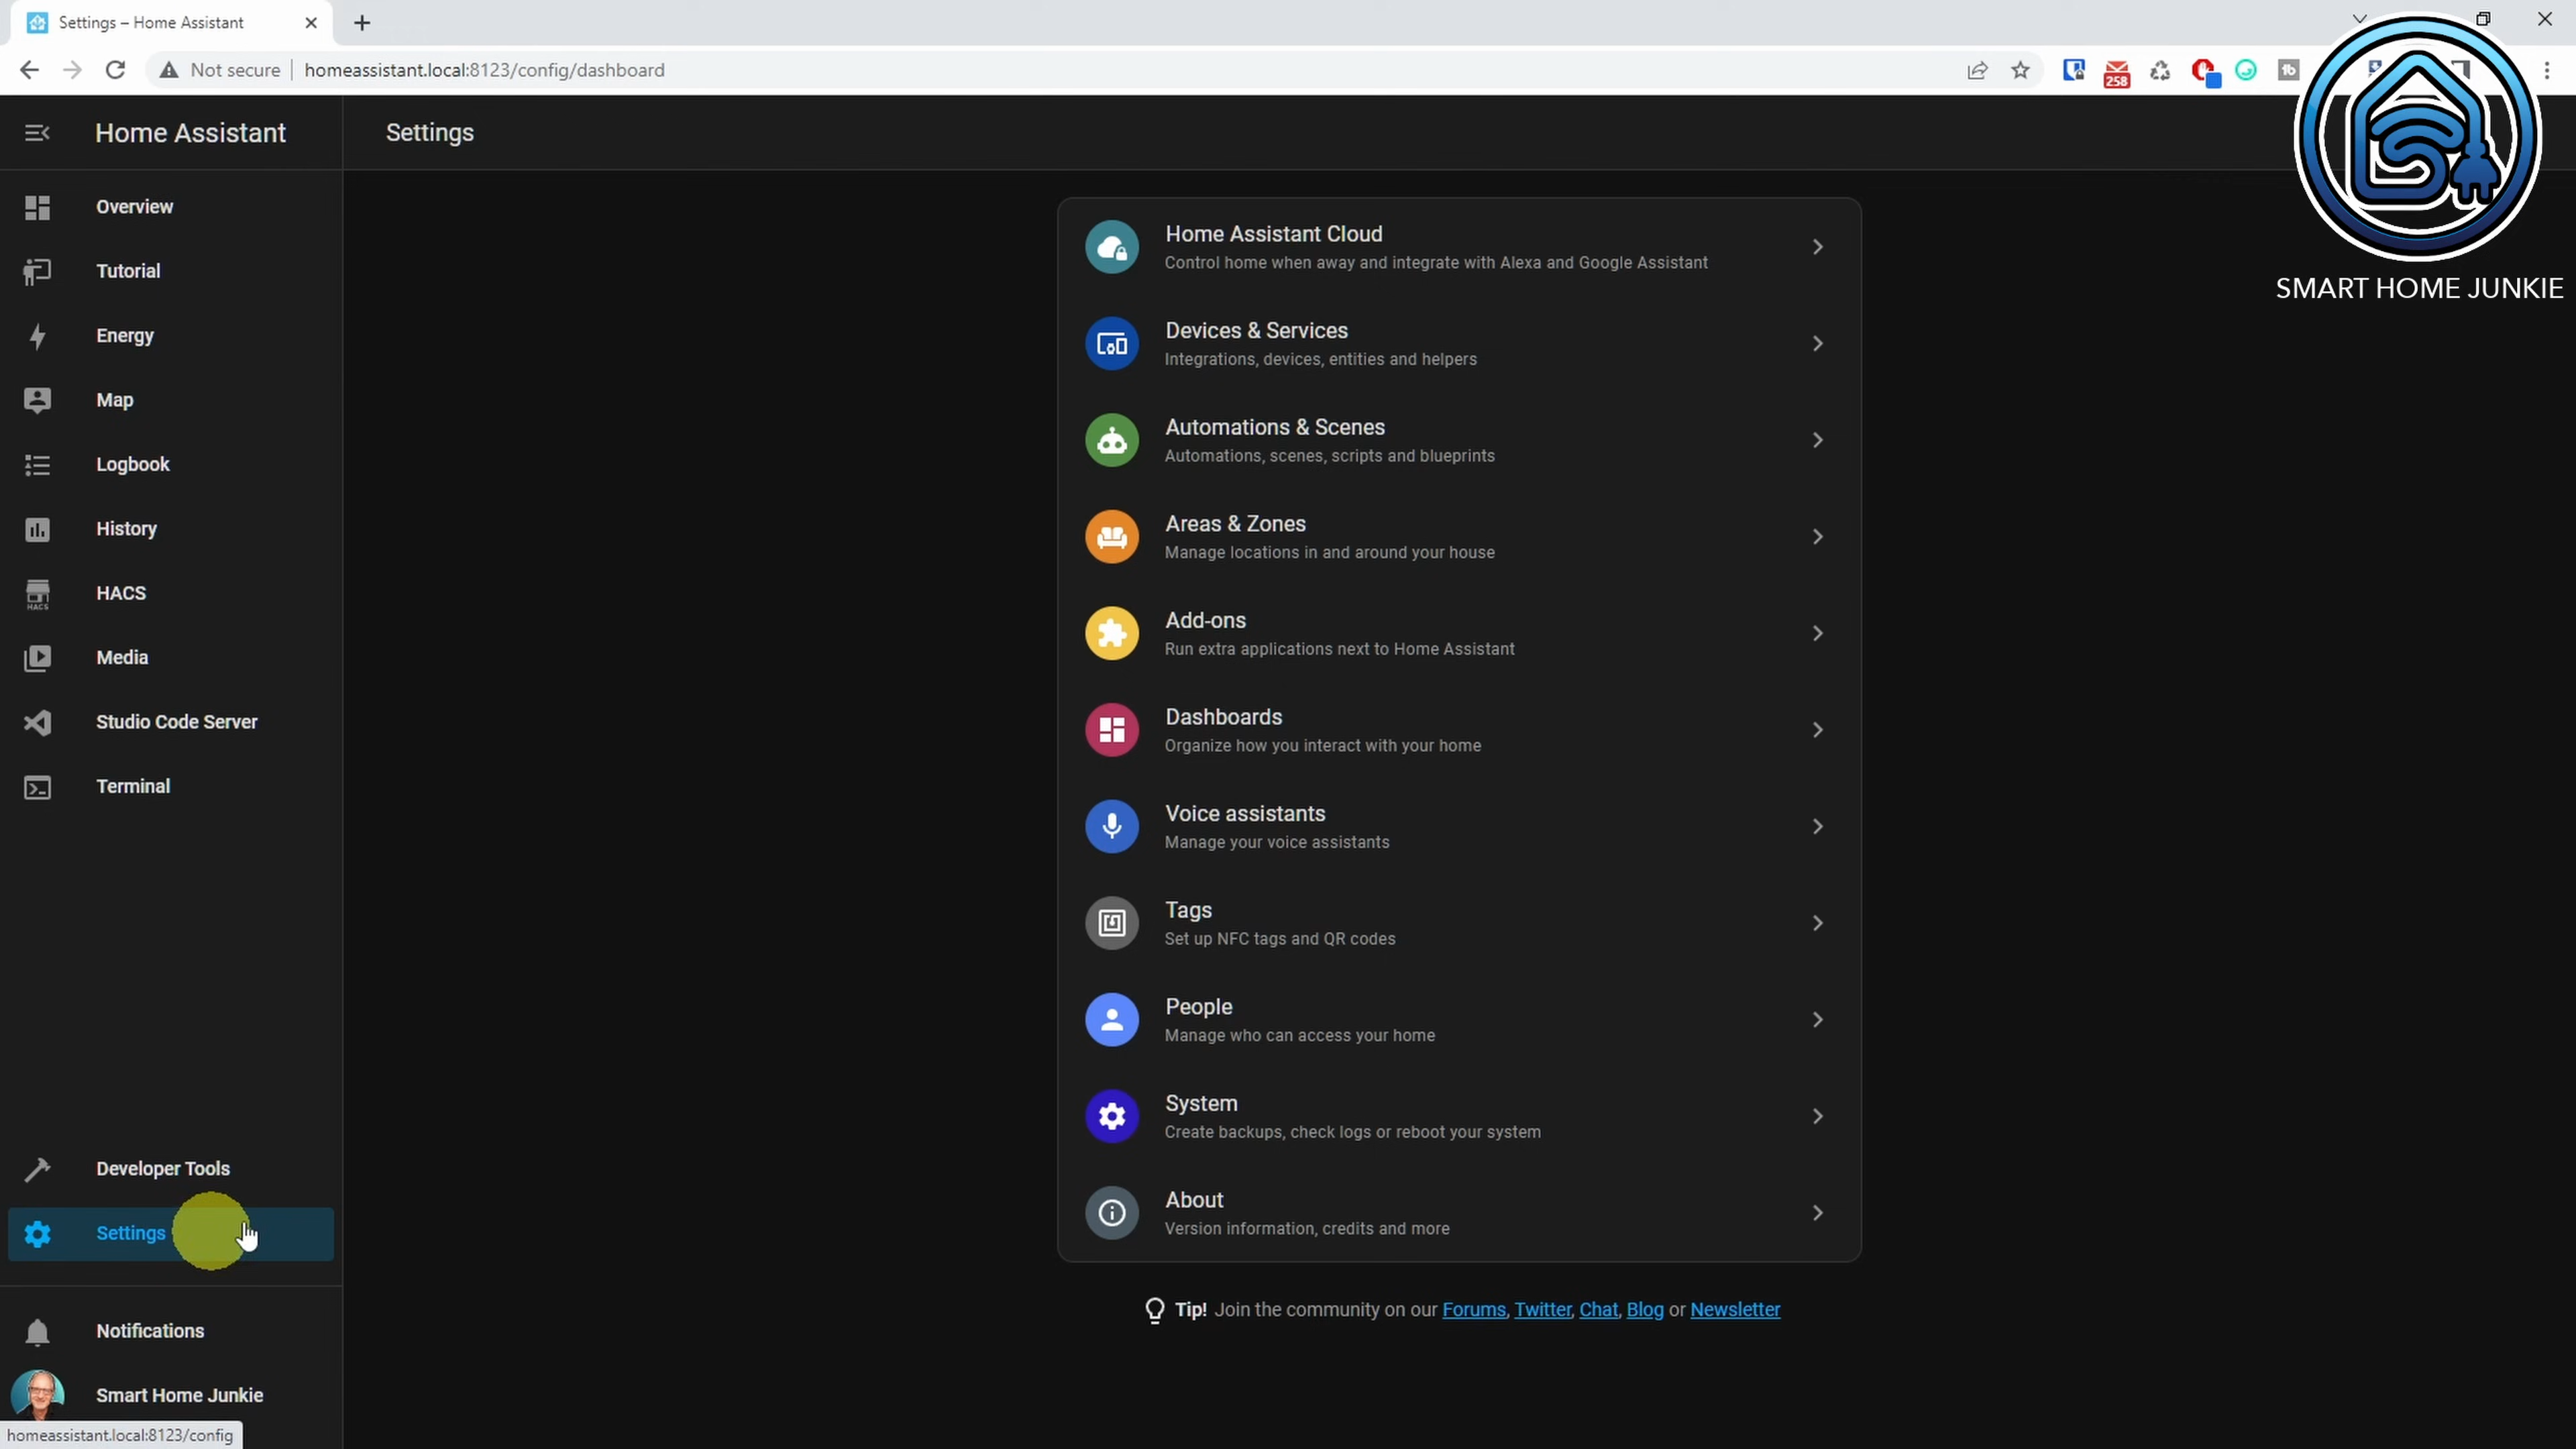 Settings – Home Assistant
Not secure
homeassistant.local:8123/config/dashboard
258
Home Assistant
Settings
SMART HOME JUNKIE
Overview
Tutorial
Energy
Map
Logbook
History
HACS
HACS
Media
Studio Code Server
Terminal
Developer Tools
Settings
Notifications
Smart Home Junkie
homeassistant.local:8123/config
Home Assistant Cloud
Control home when away and integrate with Alexa and Google Assistant
Devices & Services
Integrations, devices, entities and helpers
Automations & Scenes
Automations, scenes, scripts and blueprints
Areas & Zones
Manage locations in and around your house
Add-ons
Run extra applications next to Home Assistant
Dashboards
Organize how you interact with your home
Voice assistants
Manage your voice assistants
Tags
Set up NFC tags and QR codes
People
Manage who can access your home
System
Create backups, check logs or reboot your system
About
Version information, credits and more
Tip! Join the community on our Forums, Twitter, Chat, Blog or Newsletter